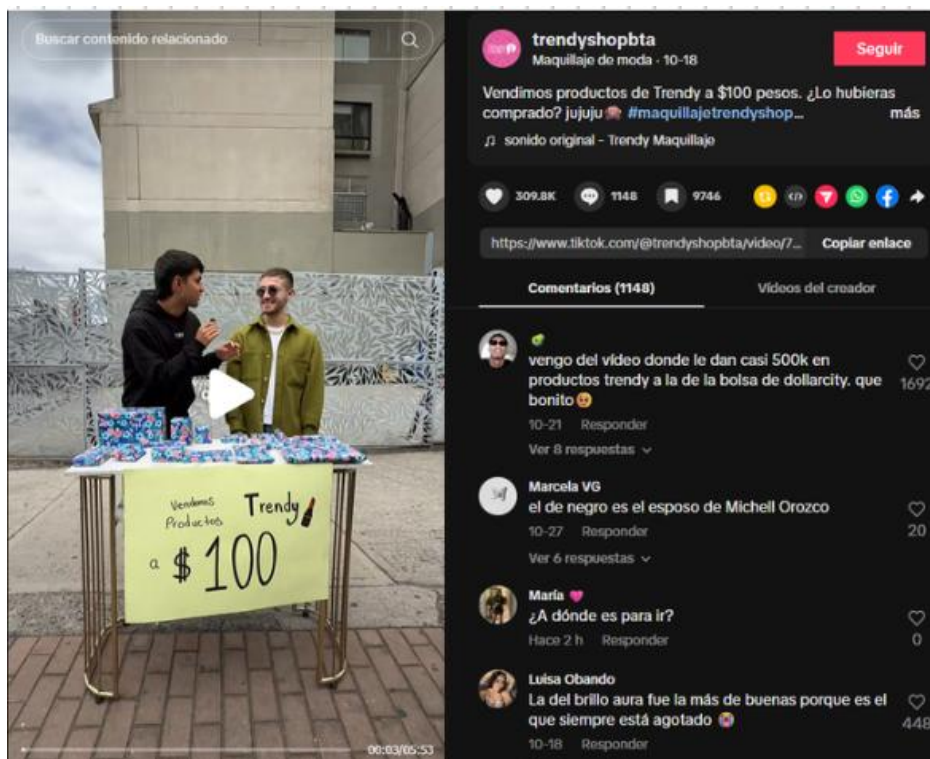 Buscar contenido relacionado
Vendemos
Productos
Trendy
a $100
00:03/05:53
trendyshopbta
Maquillaje de moda · 10-18
Seguir
Vendimos productos de Trendy a $100 pesos. ¿Lo hubieras
comprado? jujuju🙈 #maquillajetrendyshop... más
♫ sonido original - Trendy Maquillaje
309.8K 1148 9746
https://www.tiktok.com/@trendyshopbta/video/7... Copiar enlace
Comentarios (1148) Vídeos del creador
🥑
vengo del vídeo donde le dan casi 500k en
productos trendy a la de la bolsa de dollarcity. que
bonito🥹
1692
10-21 Responder
Ver 8 respuestas
Marcela VG
el de negro es el esposo de Michell Orozco
20
10-27 Responder
Ver 6 respuestas
María 💗
¿A dónde es para ir?
Hace 2 h Responder
0
Luisa Obando
La del brillo aura fue la más de buenas porque es el
que siempre está agotado 😭
448
10-18 Responder